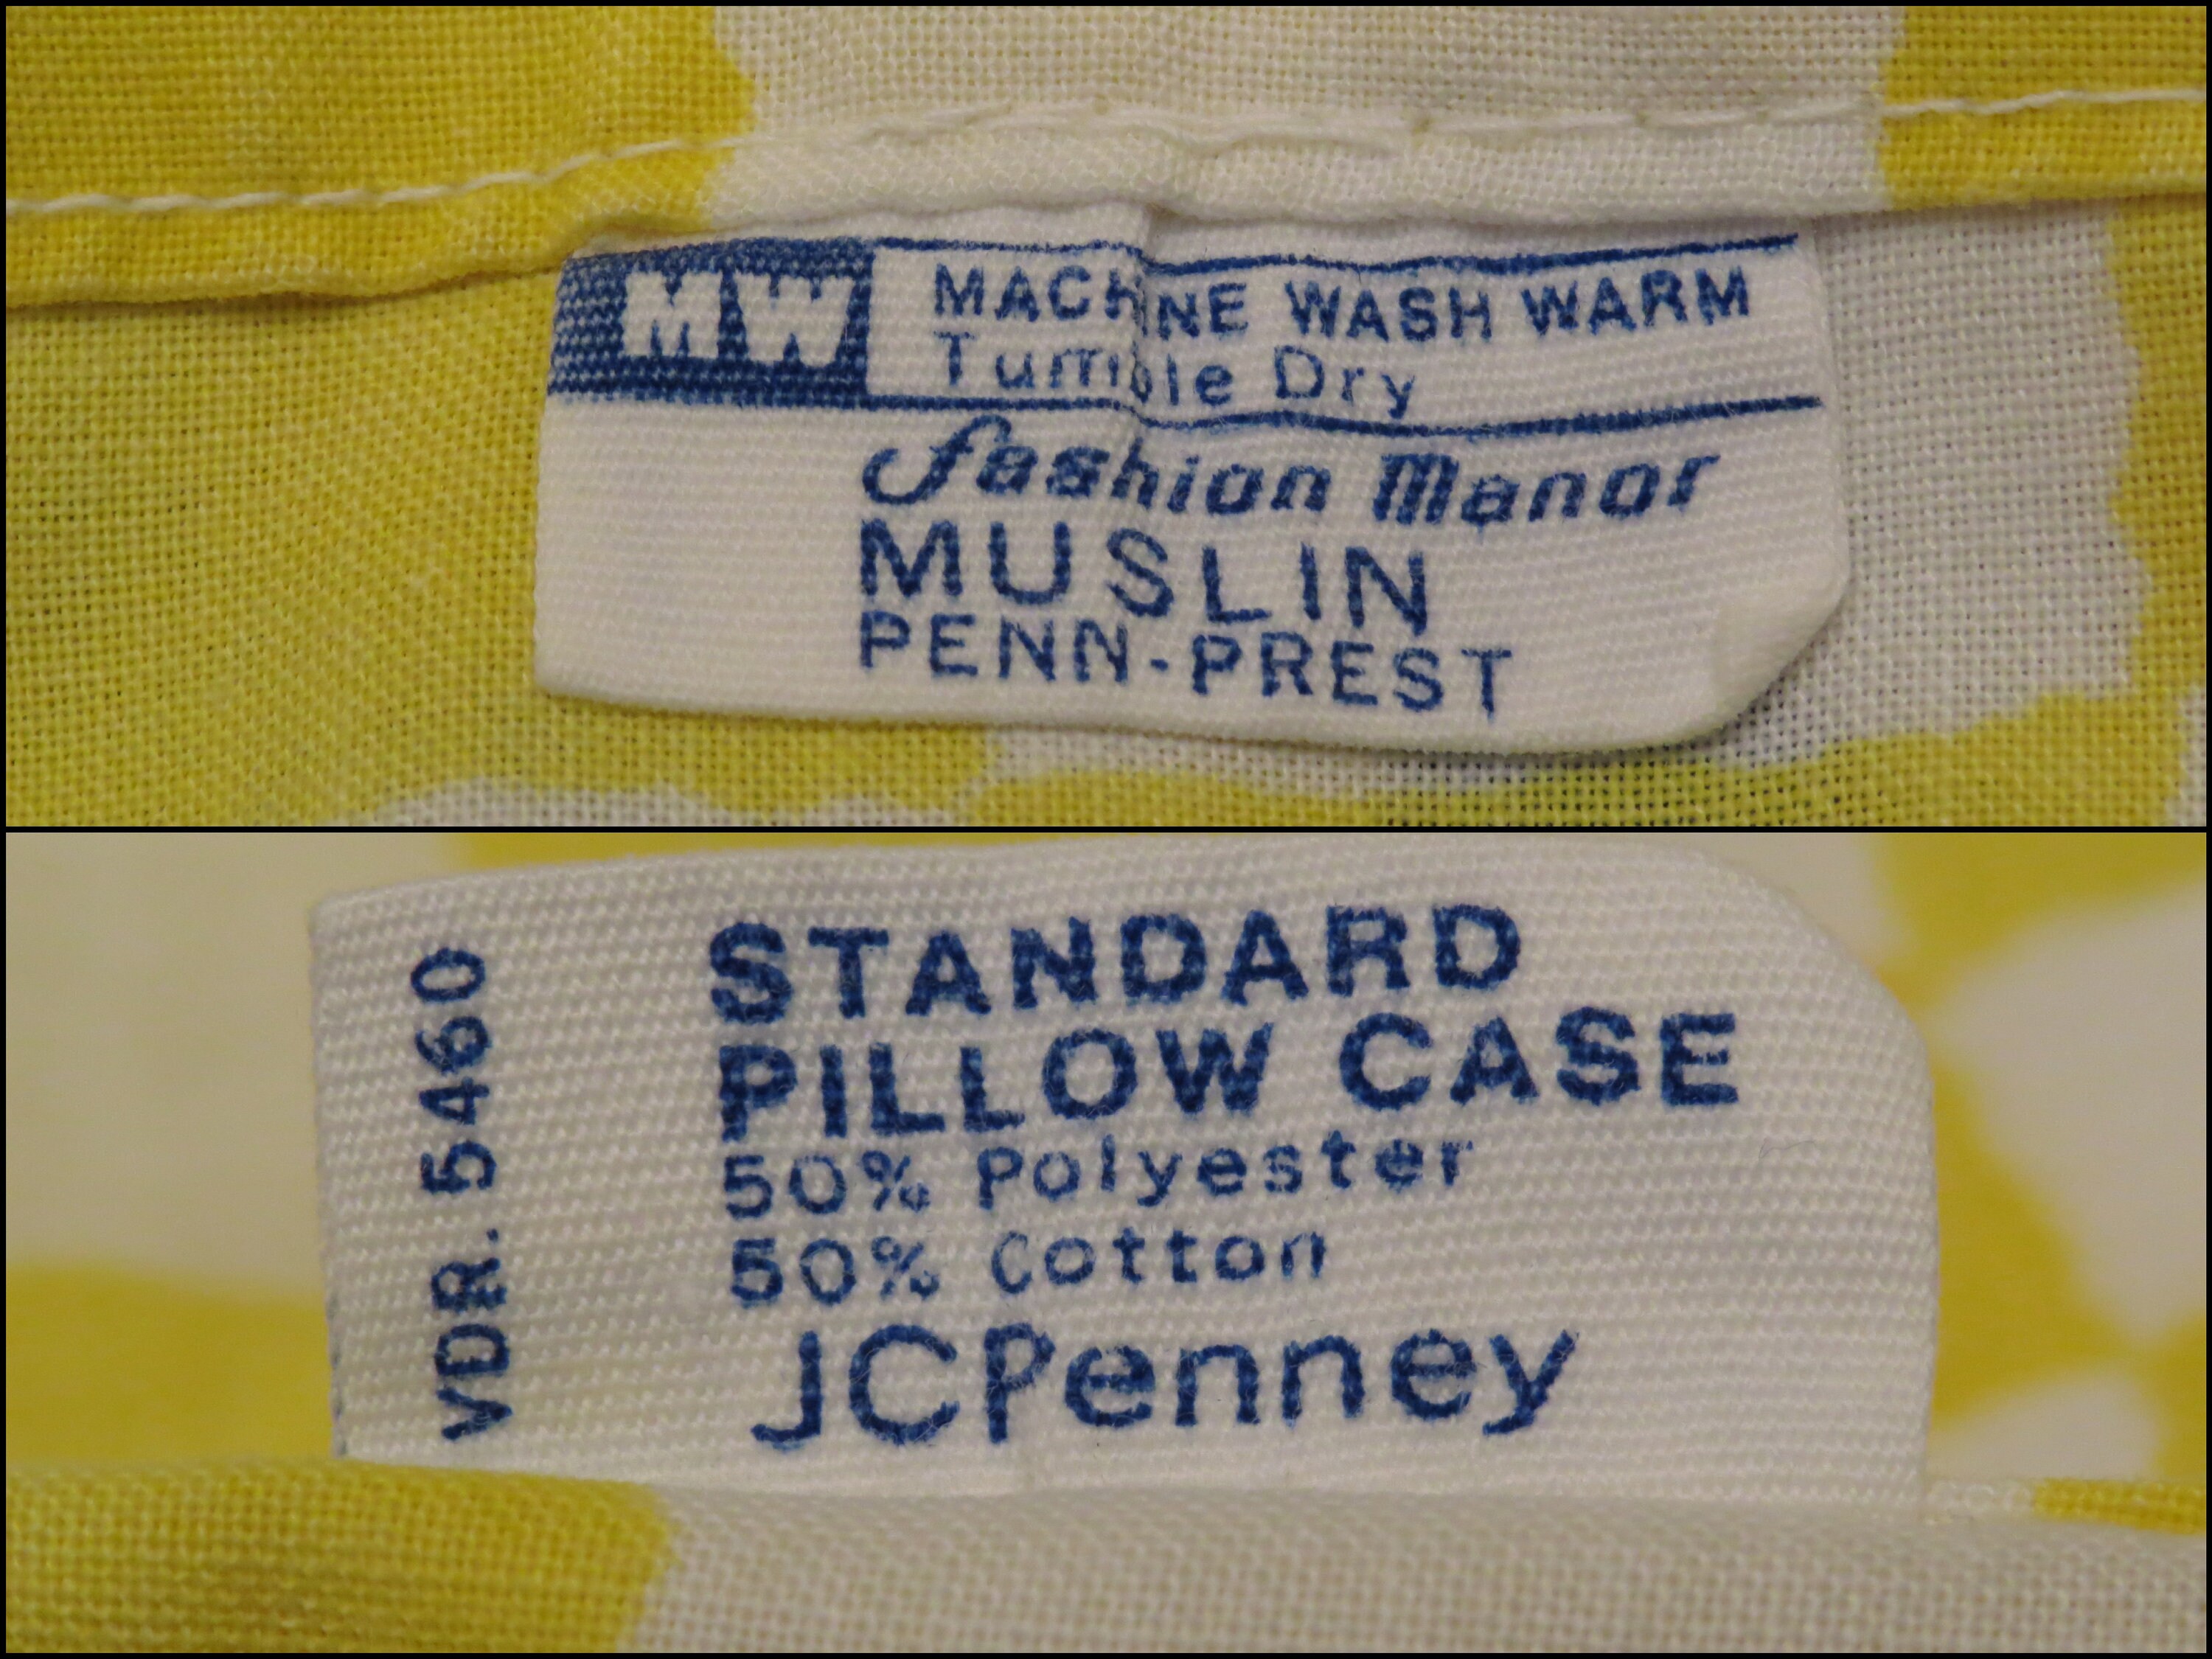 MW
MACHINE WASH WARM
Tumble Dry
Fashion Manor
MUSLIN
PENN-PREST
VDR. 5460
STANDARD
PILLOW CASE
50% Polyester
50% Cotton
JCPenney